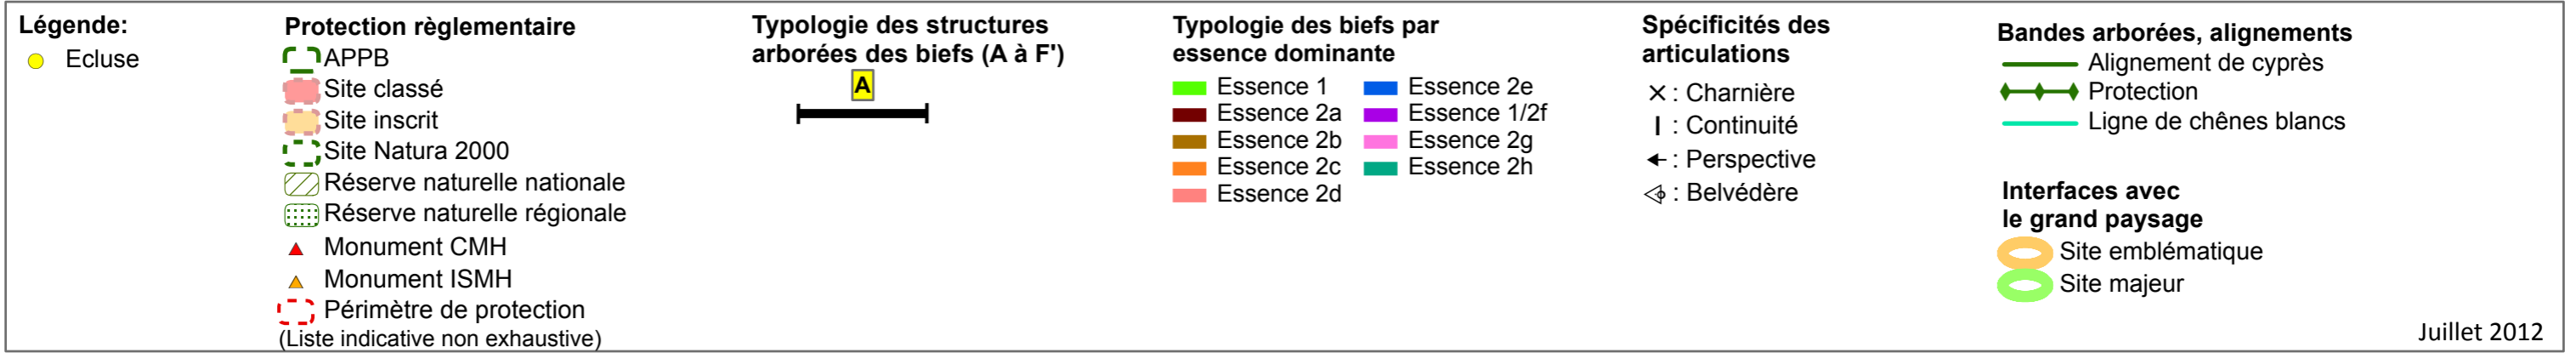 Légende:
Ecluse
Protection règlementaire
APPB
Site classé
Site inscrit
Site Natura 2000
Réserve naturelle nationale
Réserve naturelle régionale
Monument CMH
Monument ISMH
Périmètre de protection
(Liste indicative non exhaustive)
Typologie des structures
arborées des biefs (A à F')
A
Typologie des biefs par
essence dominante
Essence 1
Essence 2a
Essence 2b
Essence 2c
Essence 2d
Essence 2e
Essence 1/2f
Essence 2g
Essence 2h
Spécificités des
articulations
: Charnière
: Continuité
: Perspective
: Belvédère
Bandes arborées, alignements
Alignement de cyprès
Protection
Ligne de chênes blancs
Interfaces avec
le grand paysage
Site emblématique
Site majeur
Juillet 2012